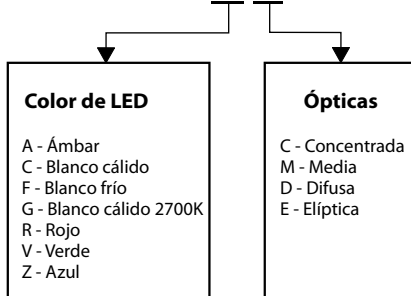 Color de LED
A - Ámbar
C - Blanco cálido
F - Blanco frío
G - Blanco cálido 2700K
R - Rojo
V - Verde
Z - Azul
Ópticas
C - Concentrada
M - Media
D - Difusa
E - Elíptica